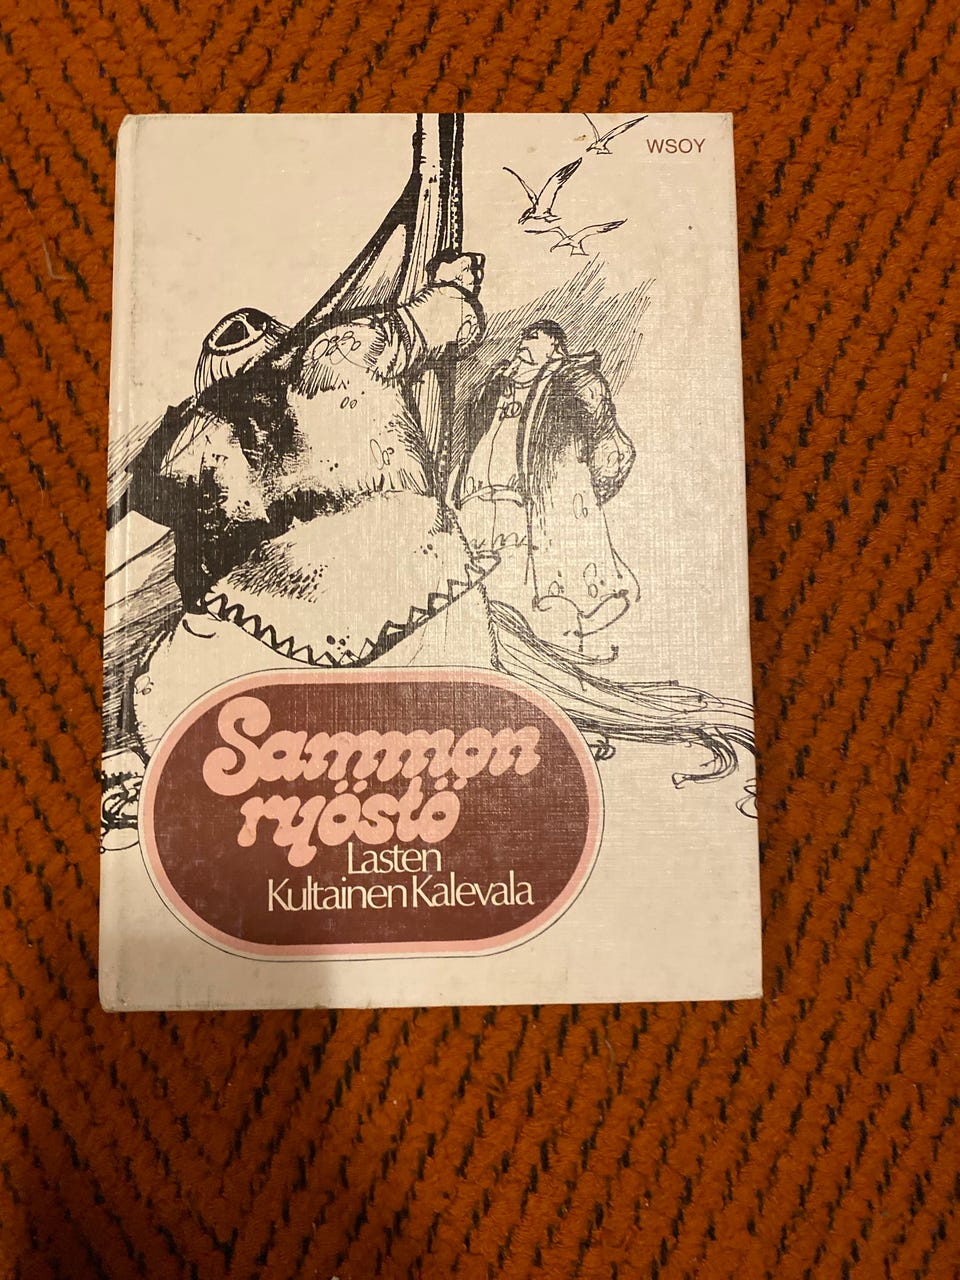 WSOY
Sammon
ryöstö
Lasten
Kultainen Kalevala